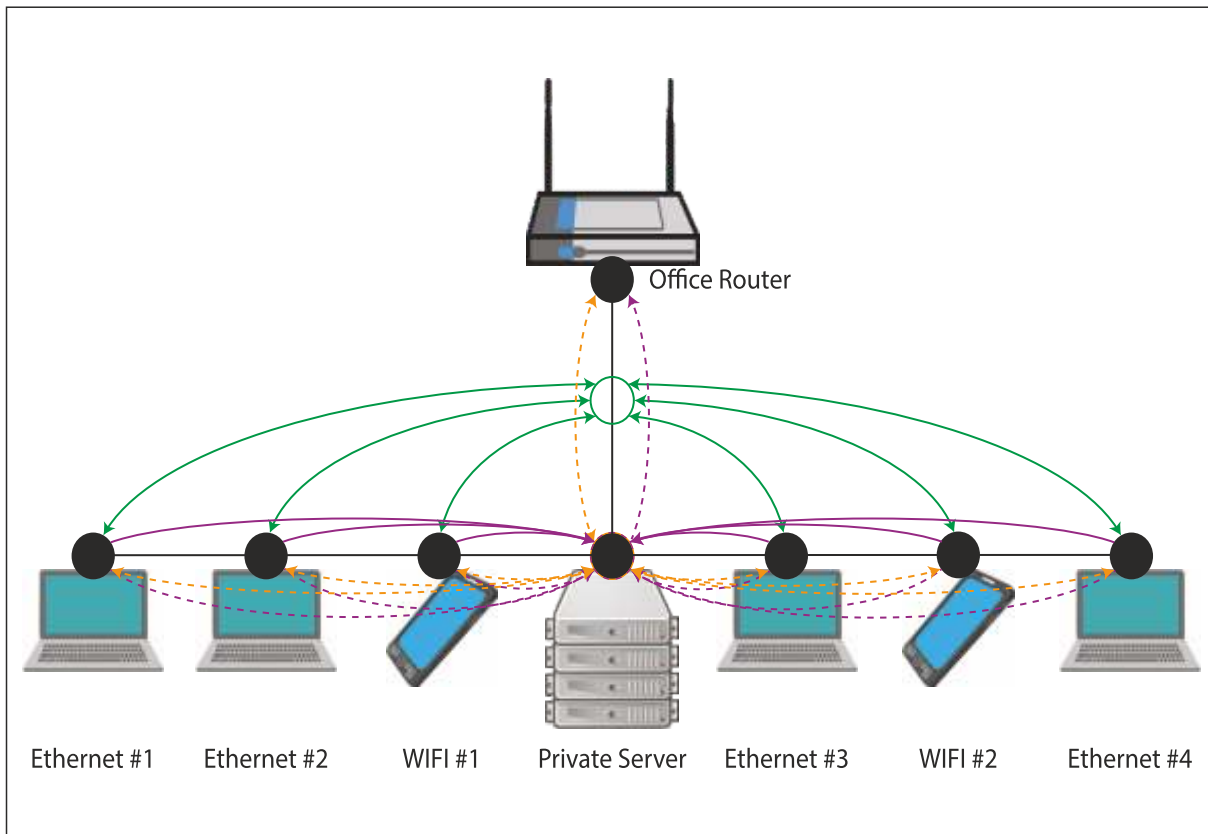 Office Router
Ethernet #1
Ethernet #2
WIFI #1
Private Server
Ethernet #3
WIFI #2
Ethernet #4